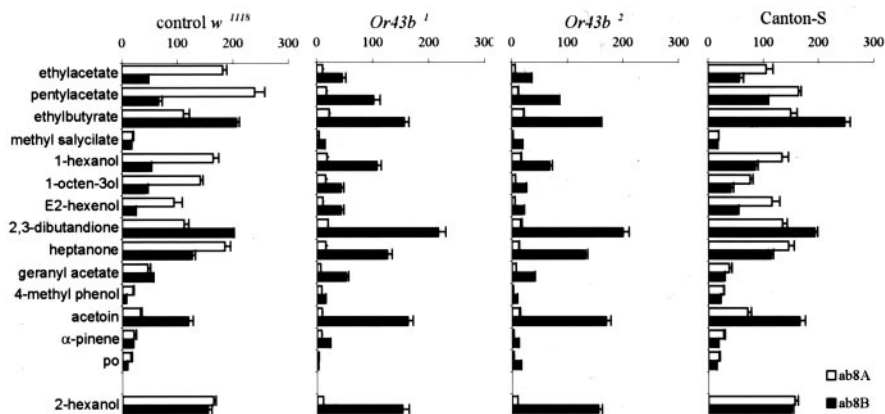 control w 1118
Or43b 1
Or43b 2
Canton-S
0 100 200 300
0 100 200 300
0 100 200 300
0 100 200 300
ethylacetate
pentylacetate
ethylbutyrate
methyl salycilate
1-hexanol
1-octen-3ol
E2-hexenol
2,3-dibutandione
heptanone
geranyl acetate
4-methyl phenol
acetoin
α-pinene
po
2-hexanol
ab8A
ab8B